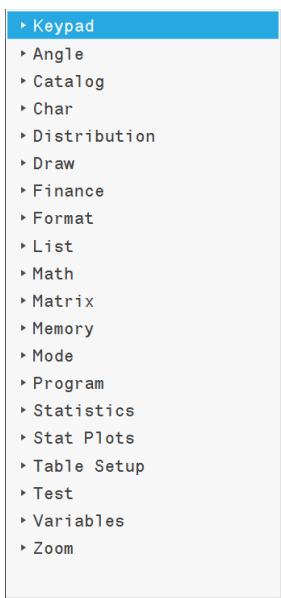 Keypad
Angle
Catalog
Char
Distribution
Draw
Finance
Format
List
Math
Matrix
Memory
Mode
Program
Statistics
Stat Plots
Table Setup
Test
Variables
Zoom